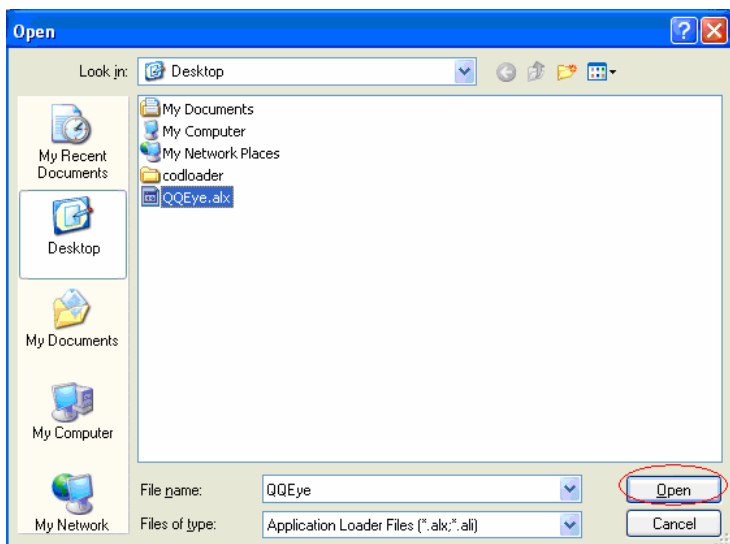 Open
Look in:
Desktop
My Recent
Documents
Desktop
My Documents
My Computer
My Network
My Documents
My Computer
My Network Places
codloader
QQEye.alx
File name:
QQEye
Open
Files of type:
Application Loader Files (*.alx;*.ali)
Cancel